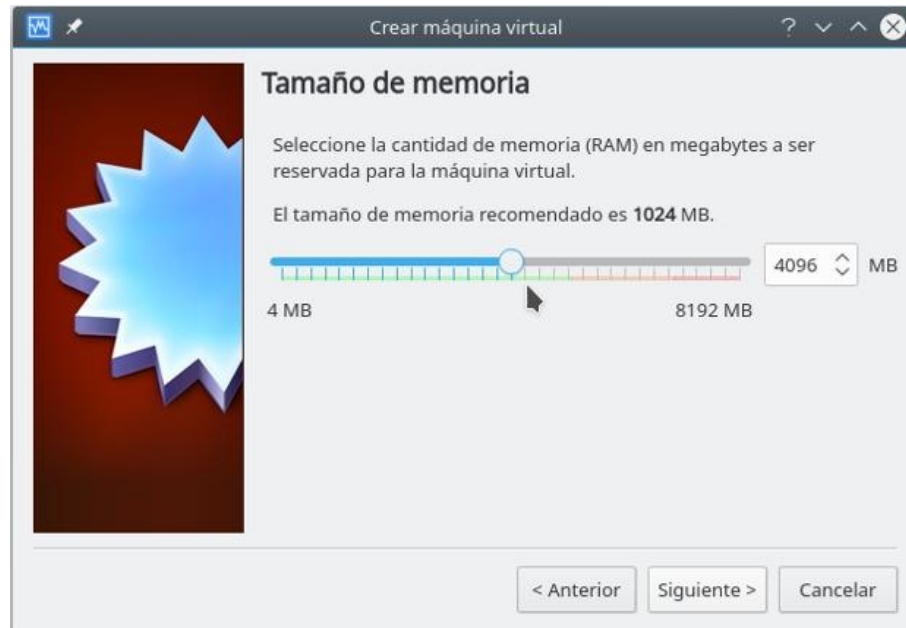 Crear máquina virtual
Tamaño de memoria
Seleccione la cantidad de memoria (RAM) en megabytes a ser
reservada para la máquina virtual.
El tamaño de memoria recomendado es 1024 MB.
4096 MB
4 MB 8192 MB
< Anterior Siguiente > Cancelar